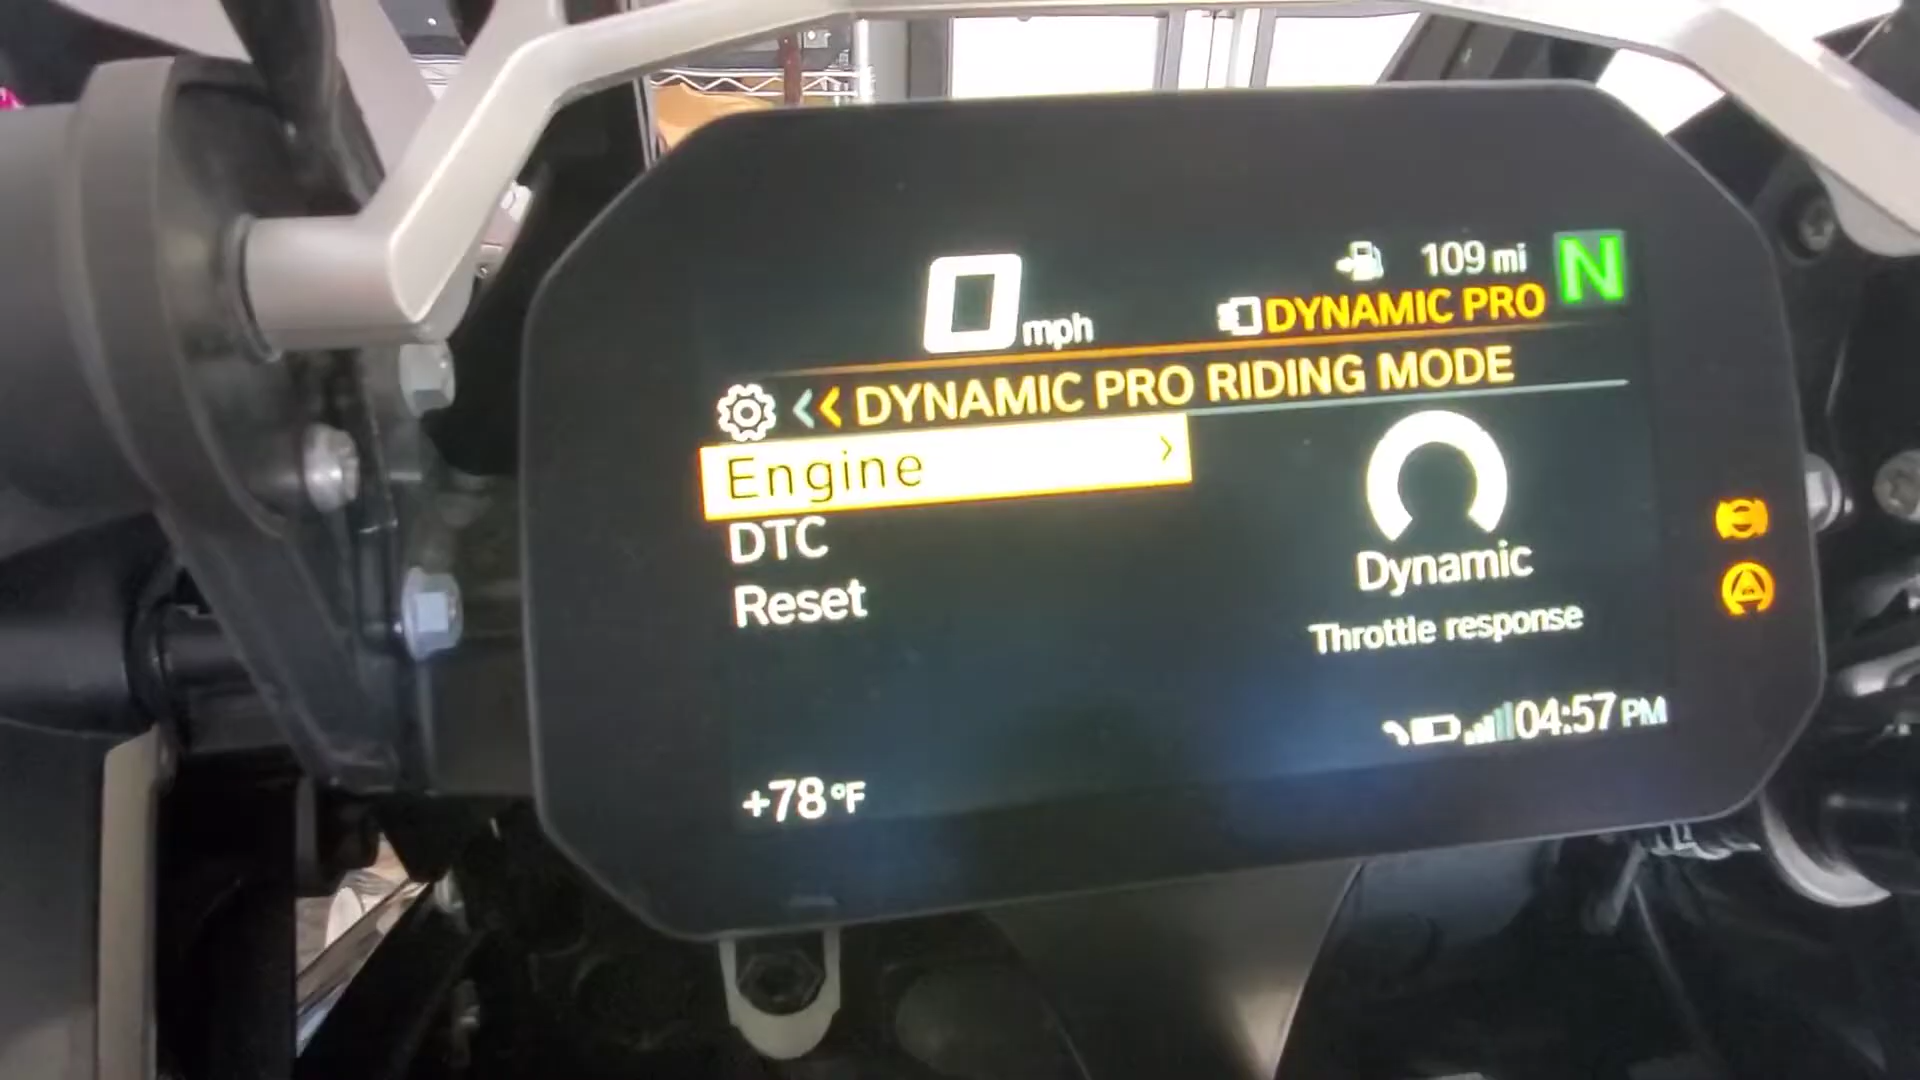 109 mi
N
0 mph
DYNAMIC PRO
DYNAMIC PRO RIDING MODE
Engine
DTC
Reset
Dynamic
Throttle response
04:57 PM
+78 °F